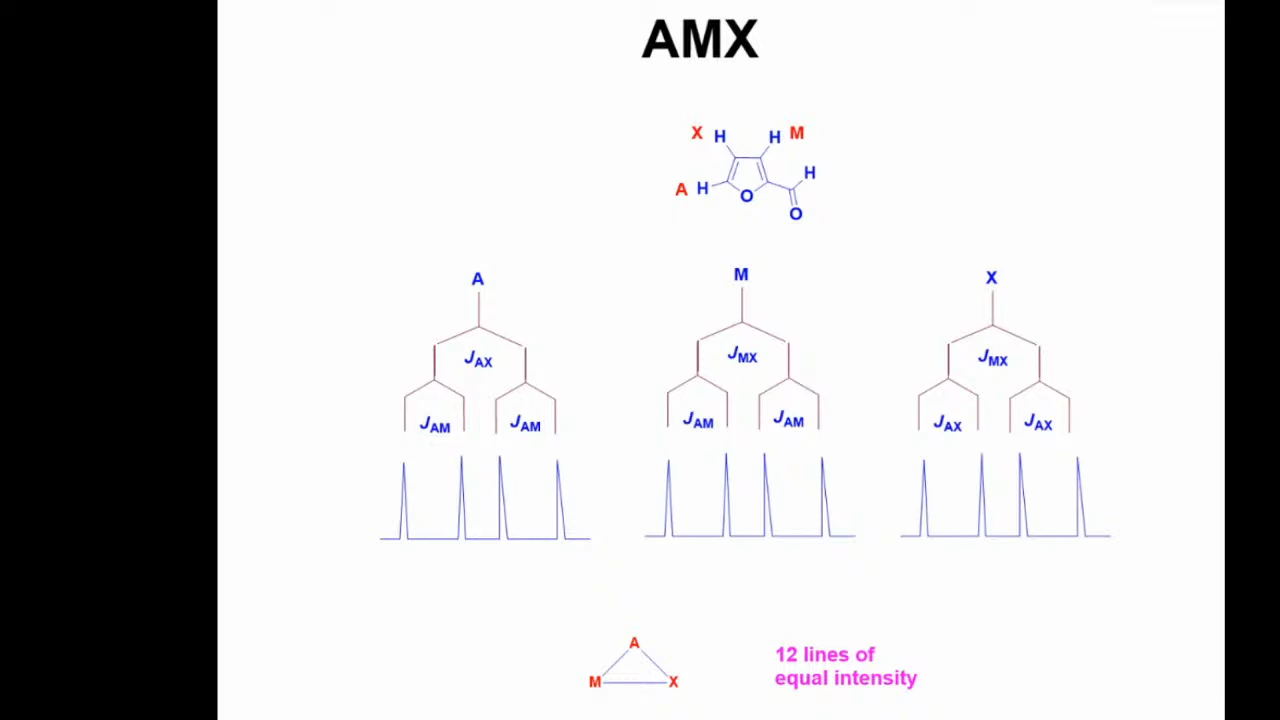 AMX
X H H M
A H O H
O
A M X
JAX JMX JMX
JAM JAM JAM JAM JAX JAX
A
M X
12 lines of
equal intensity